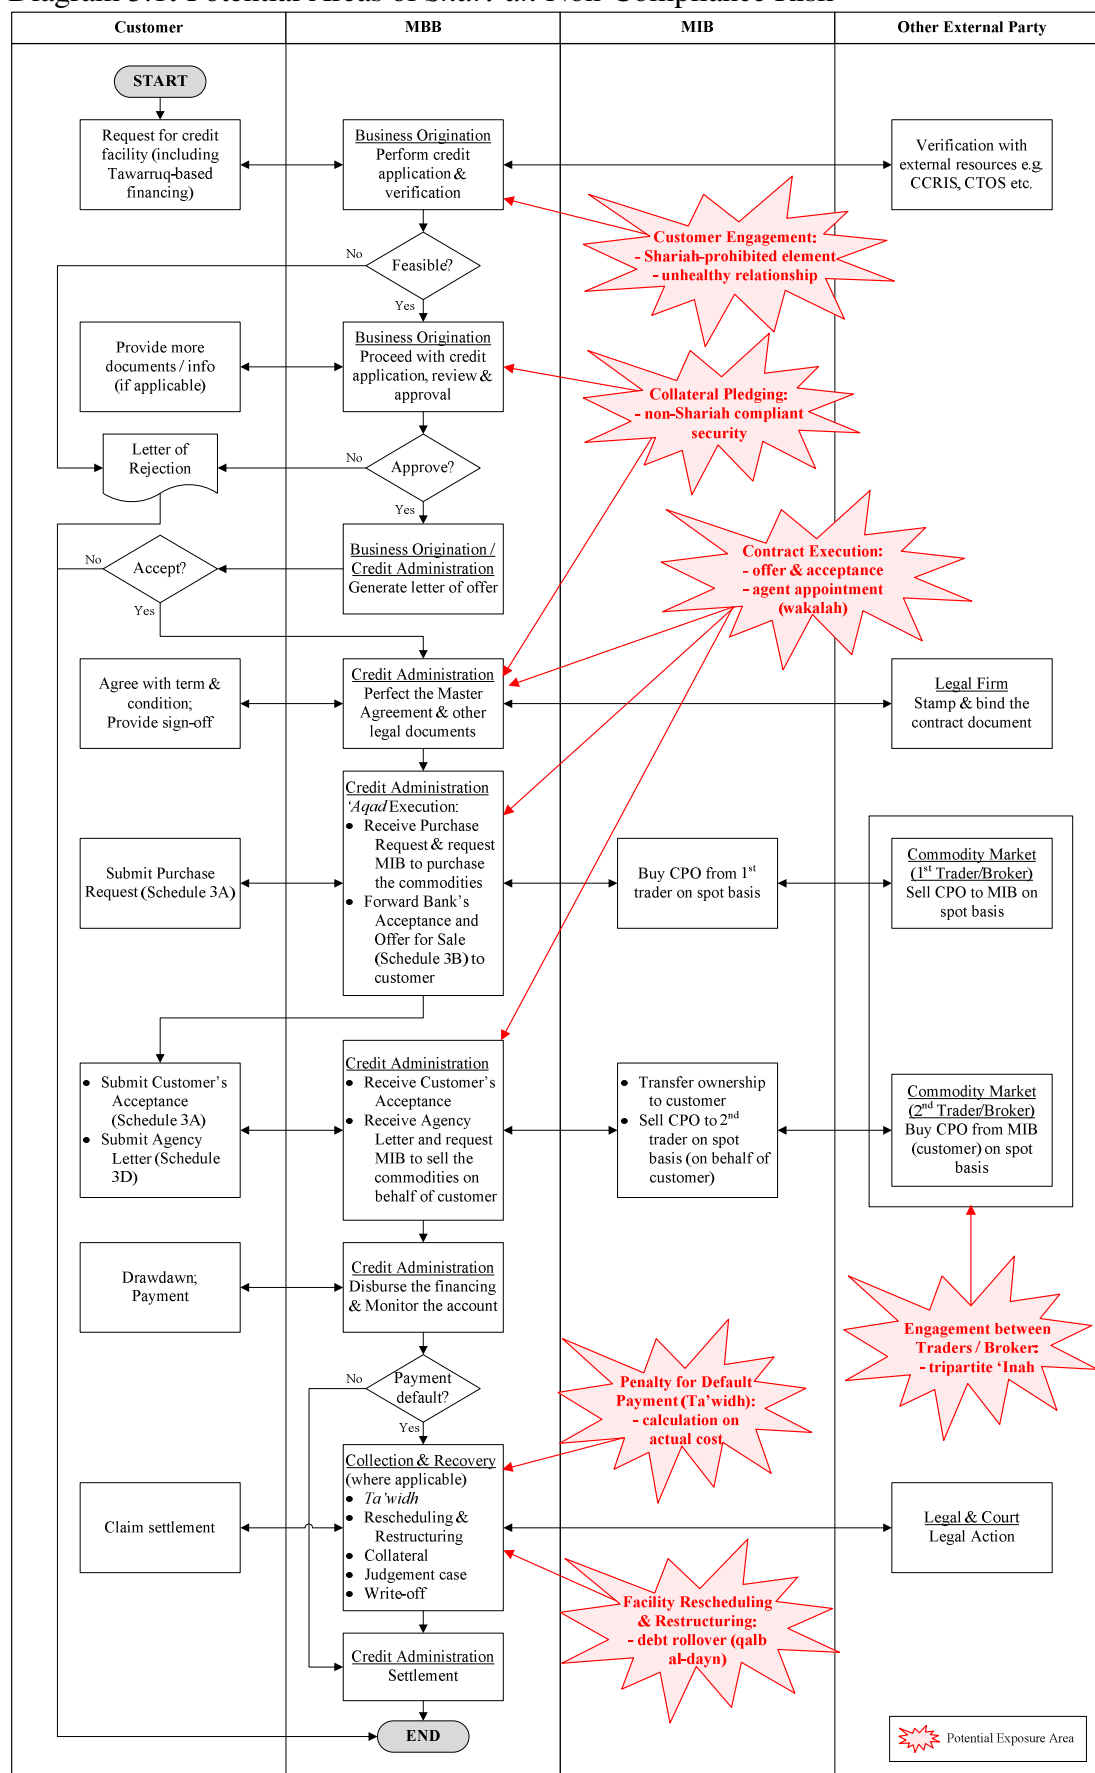 Diagram 3.1: Potential Areas of Shari'ah Non-Compliance Risk
Customer
MBB
MIB
Other External Party
START
Request for credit
facility (including
Tawarruq-based
financing)
Business Origination
Perform credit
application &
verification
Verification with
external resources e.g.
CCRIS, CTOS etc.
Customer Engagement:
- Shariah-prohibited element
- unhealthy relationship
No
Feasible?
Yes
Provide more
documents / info
(if applicable)
Business Origination
Proceed with credit
application, review &
approval
Collateral Pledging:
- non-Shariah compliant
security
Letter of
Rejection
No
Approve?
Yes
No
Accept?
Yes
Business Origination /
Credit Administration
Generate letter of offer
Contract Execution:
- offer & acceptance
- agent appointment
(wakalah)
Agree with term &
condition;
Provide sign-off
Credit Administration
Perfect the Master
Agreement & other
legal documents
Legal Firm
Stamp & bind the
contract document
Submit Purchase
Request (Schedule 3A)
Credit Administration
‘Aqad Execution:
● Receive Purchase
Request & request
MIB to purchase
the commodities
● Forward Bank’s
Acceptance and
Offer for Sale
(Schedule 3B) to
customer
Buy CPO from 1st
trader on spot basis
Commodity Market
(1st Trader/Broker)
Sell CPO to MIB on
spot basis
● Submit Customer’s
Acceptance
(Schedule 3A)
● Submit Agency
Letter (Schedule
3D)
Credit Administration
● Receive Customer’s
Acceptance
● Receive Agency
Letter and request
MIB to sell the
commodities on
behalf of customer
● Transfer ownership
to customer
● Sell CPO to 2nd
trader on spot
basis (on behalf of
customer)
Commodity Market
(2nd Trader/Broker)
Buy CPO from MIB
(customer) on spot
basis
Drawdawn;
Payment
Credit Administration
Disburse the financing
& Monitor the account
Engagement between
Traders / Broker:
- tripartite ‘Inah
No
Payment
default?
Yes
Penalty for Default
Payment (Ta’widh):
- calculation on
actual cost
Claim settlement
Collection & Recovery
(where applicable)
● Ta’widh
● Rescheduling &
Restructuring
● Collateral
● Judgement case
● Write-off
Legal & Court
Legal Action
Facility Rescheduling
& Restructuring:
- debt rollover (qalb
al-dayn)
Credit Administration
Settlement
END
Potential Exposure Area